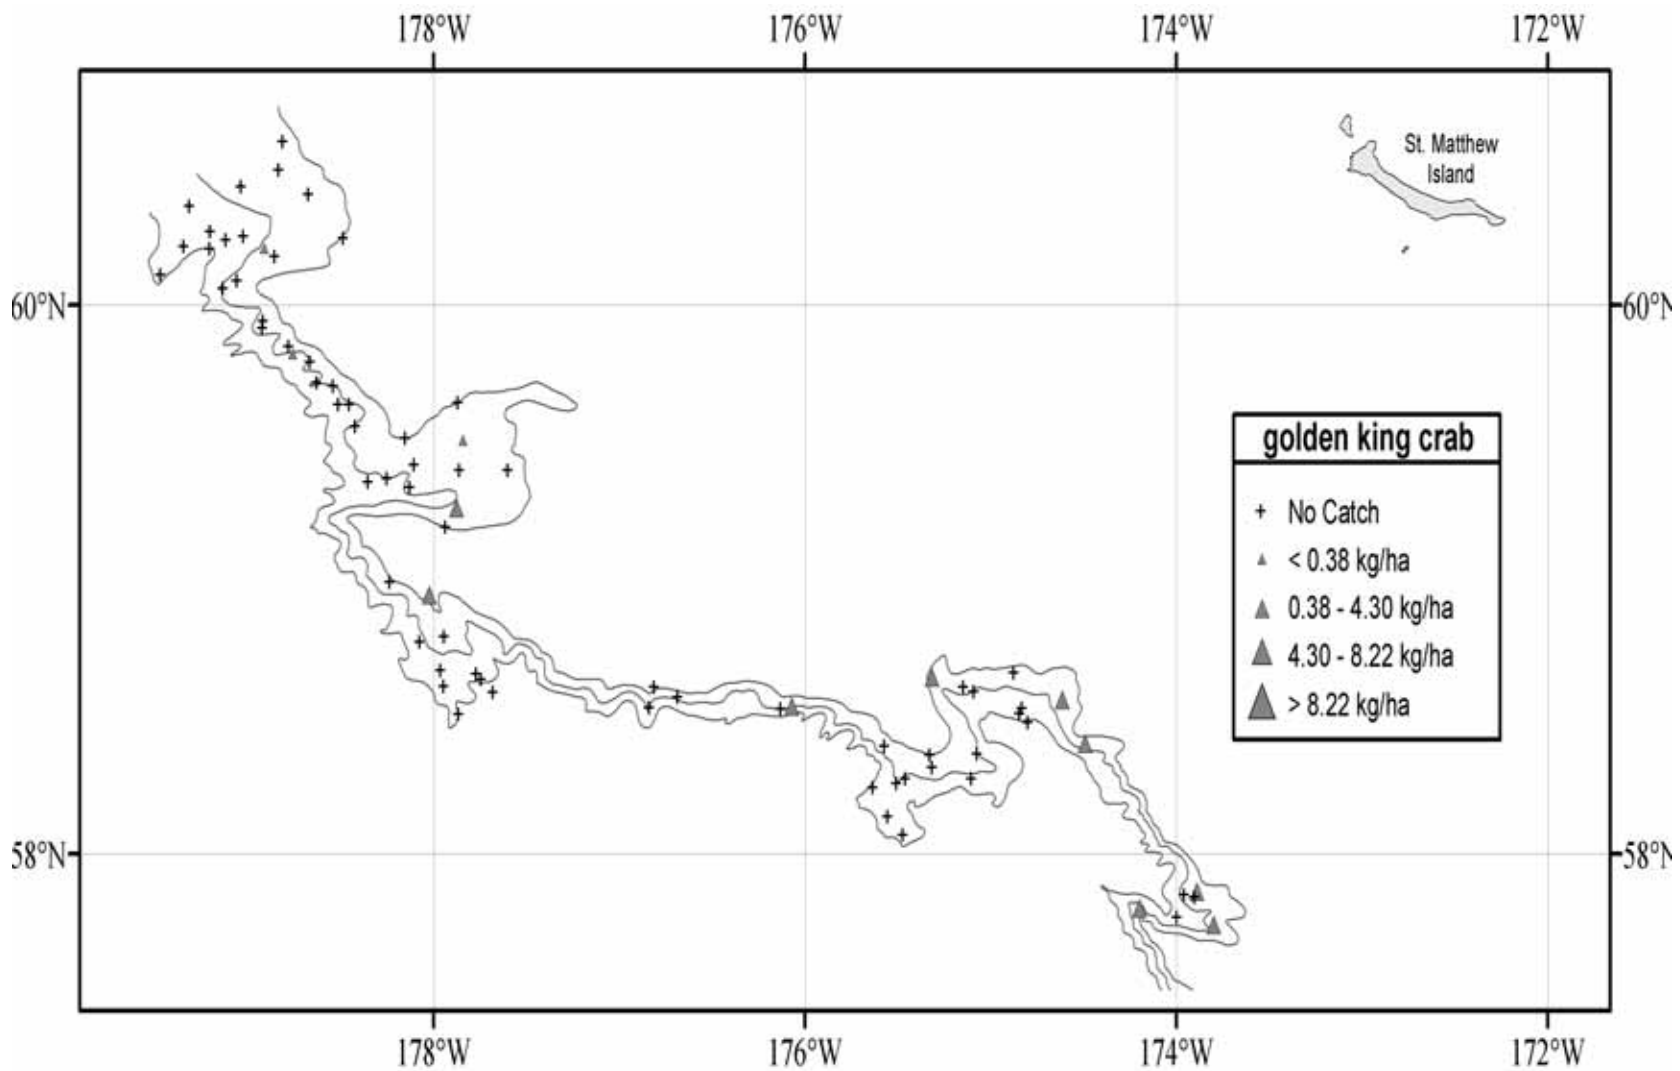 178°W 176°W 174°W 172°W
St. Matthew
Island
60°N 60°N
golden king crab
No Catch
< 0.38 kg/ha
0.38 - 4.30 kg/ha
4.30 - 8.22 kg/ha
> 8.22 kg/ha
58°N 58°N
178°W 176°W 174°W 172°W